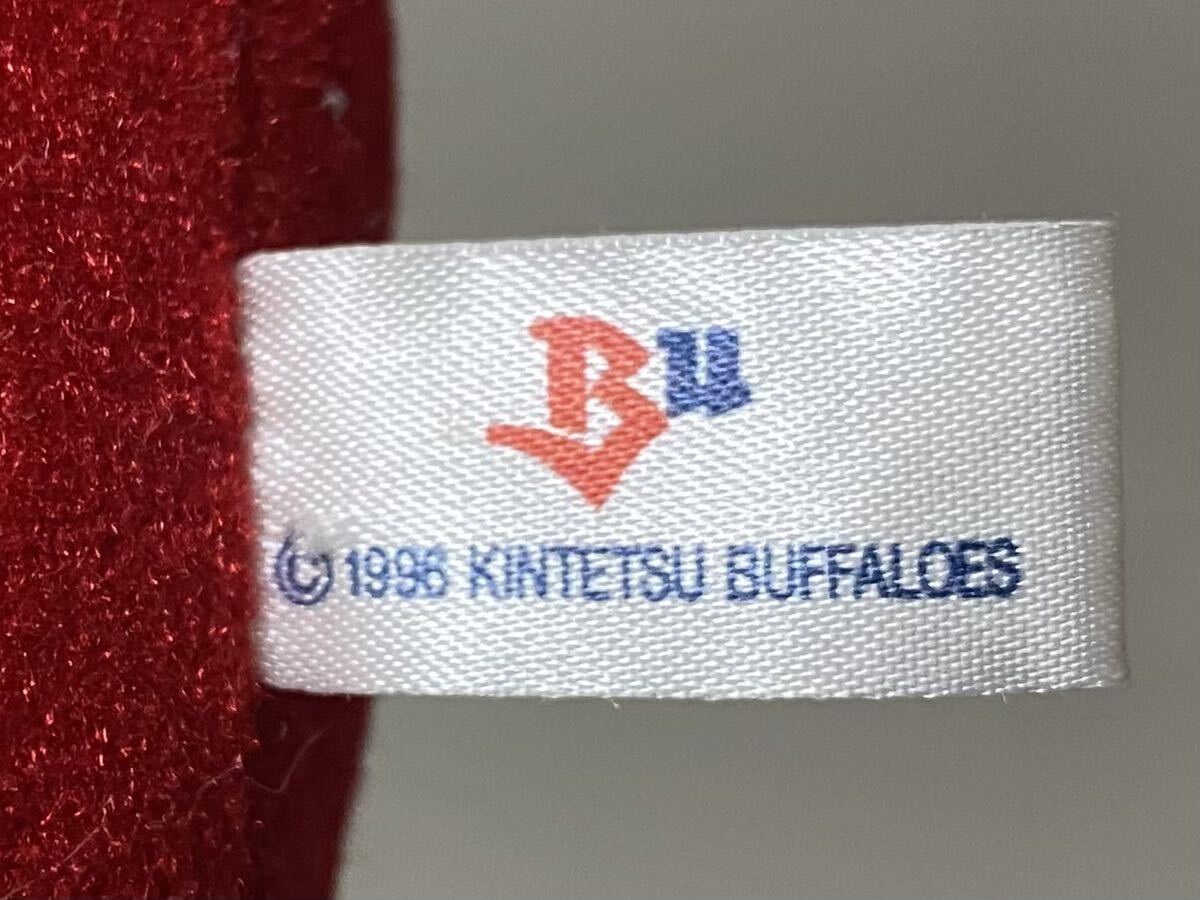 Bu
© 1996 KINTETSU BUFFALOES